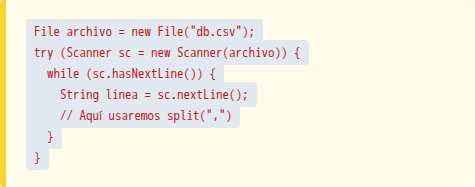 File archivo = new File("db.csv");
try (Scanner sc = new Scanner(archivo)) {
  while (sc.hasNextLine()) {
    String linea = sc.nextLine();
    // Aquí usaremos split(",")
  }
}